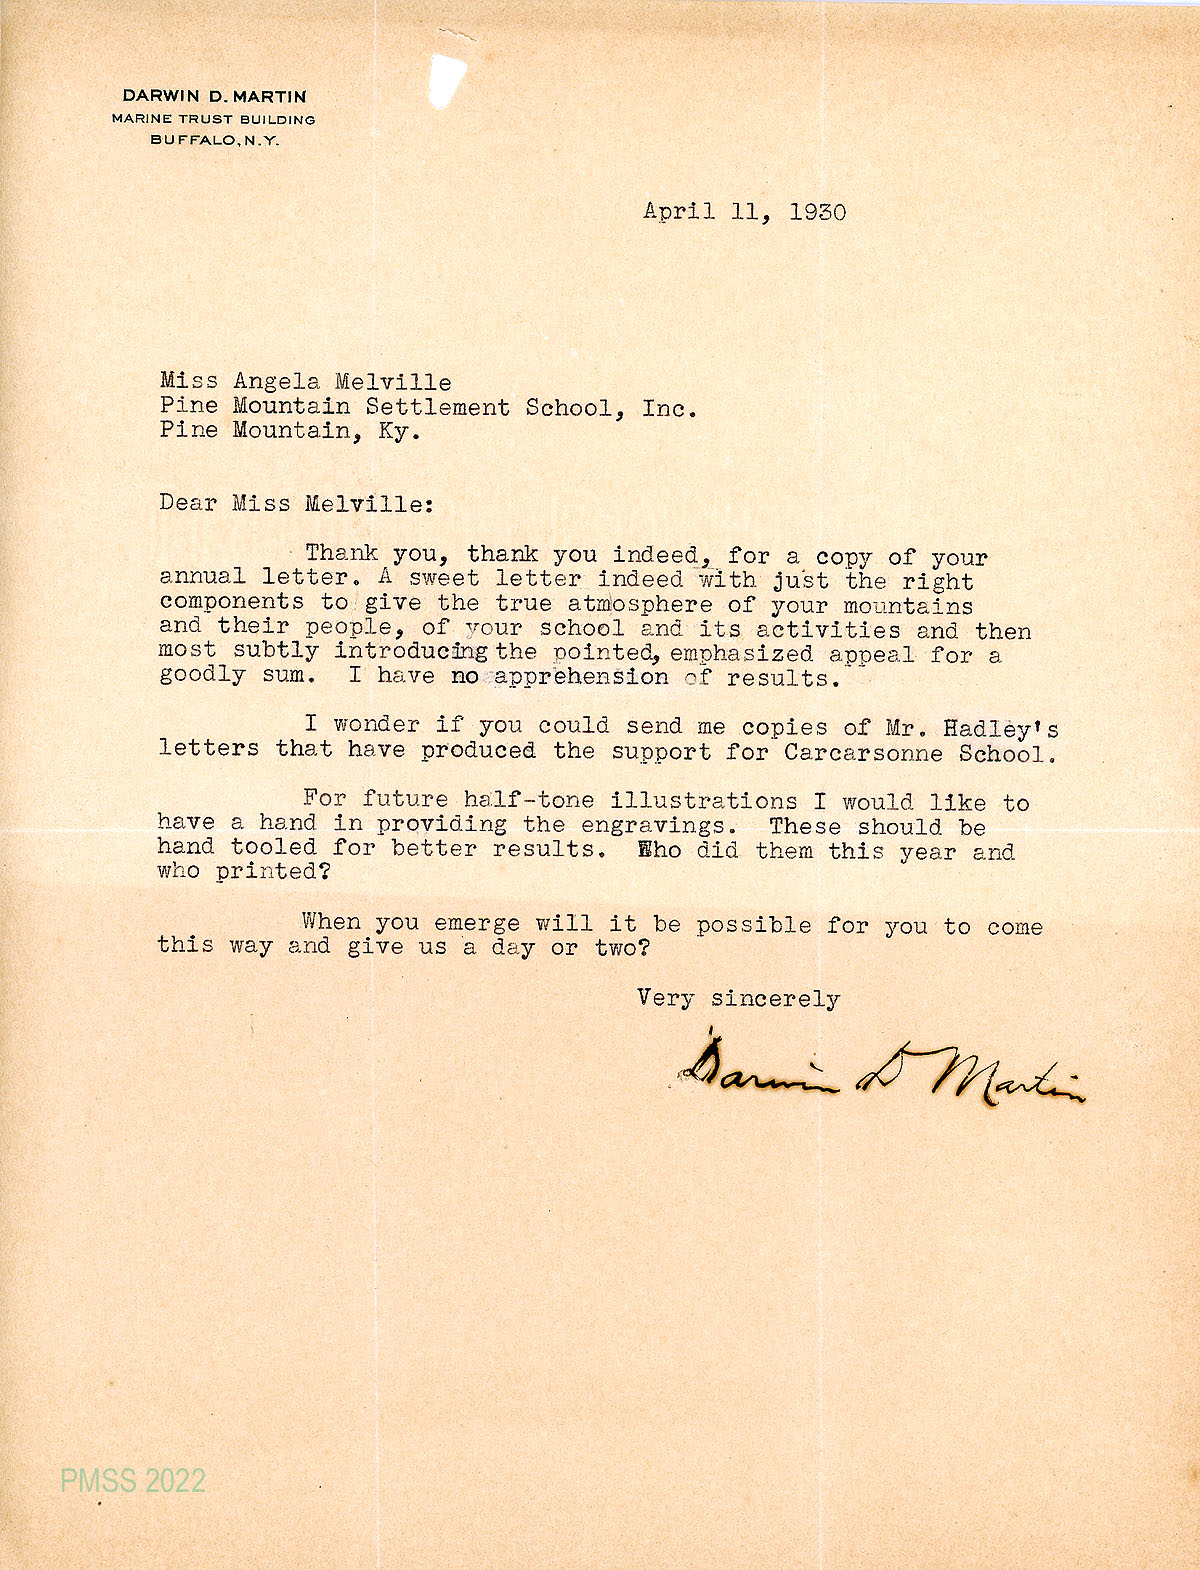 DARWIN D. MARTIN
MARINE TRUST BUILDING
BUFFALO, N.Y.
April 11, 1930
Miss Angela Melville
Pine Mountain Settlement School, Inc.
Pine Mountain, Ky.
Dear Miss Melville:
Thank you, thank you indeed, for a copy of your
annual letter. A sweet letter indeed with just the right
components to give the true atmosphere of your mountains
and their people, of your school and its activities and then
most subtly introducing the pointed, emphasized appeal for a
goodly sum. I have no apprehension of results.
I wonder if you could send me copies of Mr. Hadley's
letters that have produced the support for Carcarsonne School.
For future half-tone illustrations I would like to
have a hand in providing the engravings. These should be
hand tooled for better results. Who did them this year and
who printed?
When you emerge will it be possible for you to come
this way and give us a day or two?
Very sincerely
Darwin D Martin
PMSS 2022